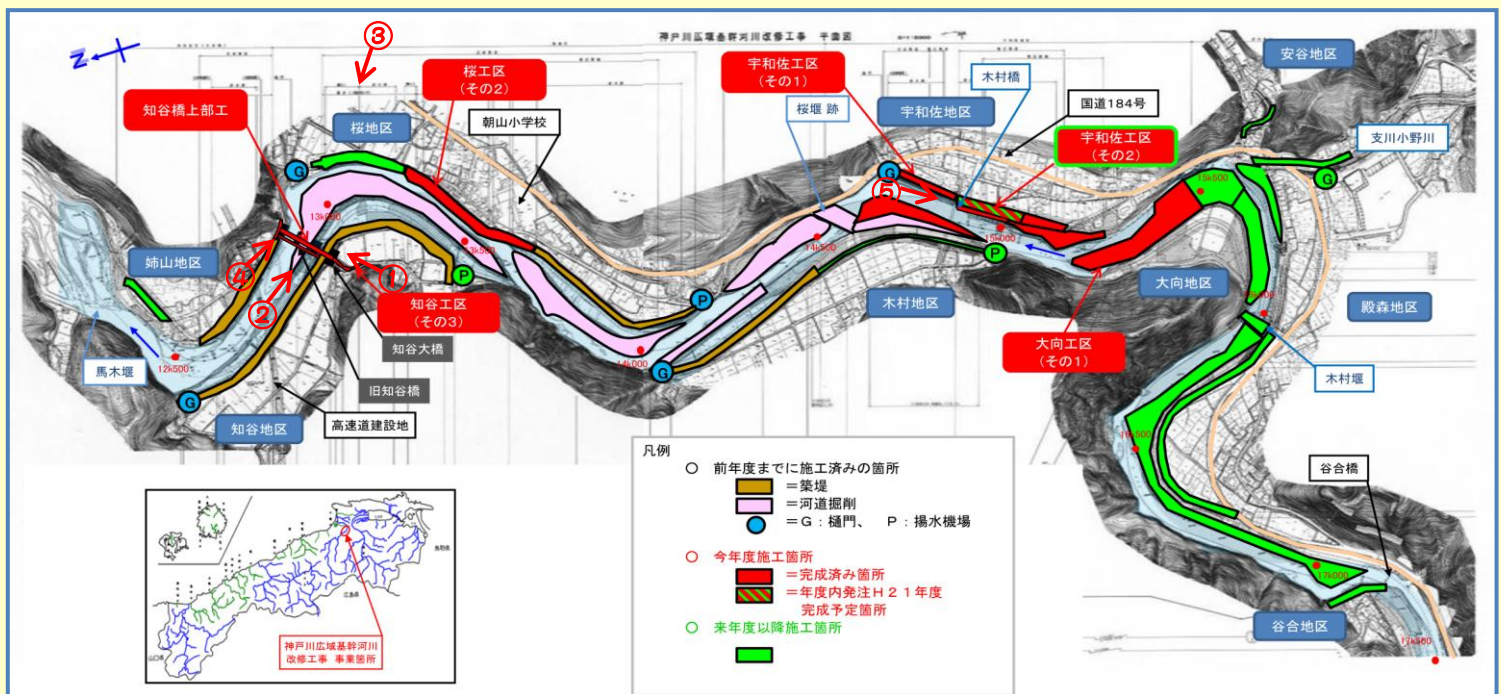 神戸川広堰基幹河川改修工事 平面図
N
③
桜工区
(その2)
知谷橋上部工
桜地区
朝山小学校
宇和佐工区
(その1)
木村橋
桜堰 跡
宇和佐地区
国道184号
安谷地区
宇和佐工区
(その2)
支川小野川
G
G
⑤
G
13k000
15k500
15k000
姉山地区
④
②
①
13k500
14k500
P
P
知谷工区
(その3)
知谷大橋
旧知谷橋
高速道建設地
馬木堰
12k500
G
知谷地区
P
14k000
G
木村地区
大向地区
大向工区
(その1)
殿森地区
木村堰
16k500
谷合橋
17k000
谷合地区
17k500
凡例
○ 前年度までに施工済みの箇所
=築堤
=河道掘削
=G:樋門、 P:揚水機場
○ 今年度施工箇所
=完成済み箇所
=年度内発注H21年度
完成予定箇所
○ 来年度以降施工箇所
鳥取県
広島県
山口県
神戸川広域基幹河川
改修工事 事業箇所